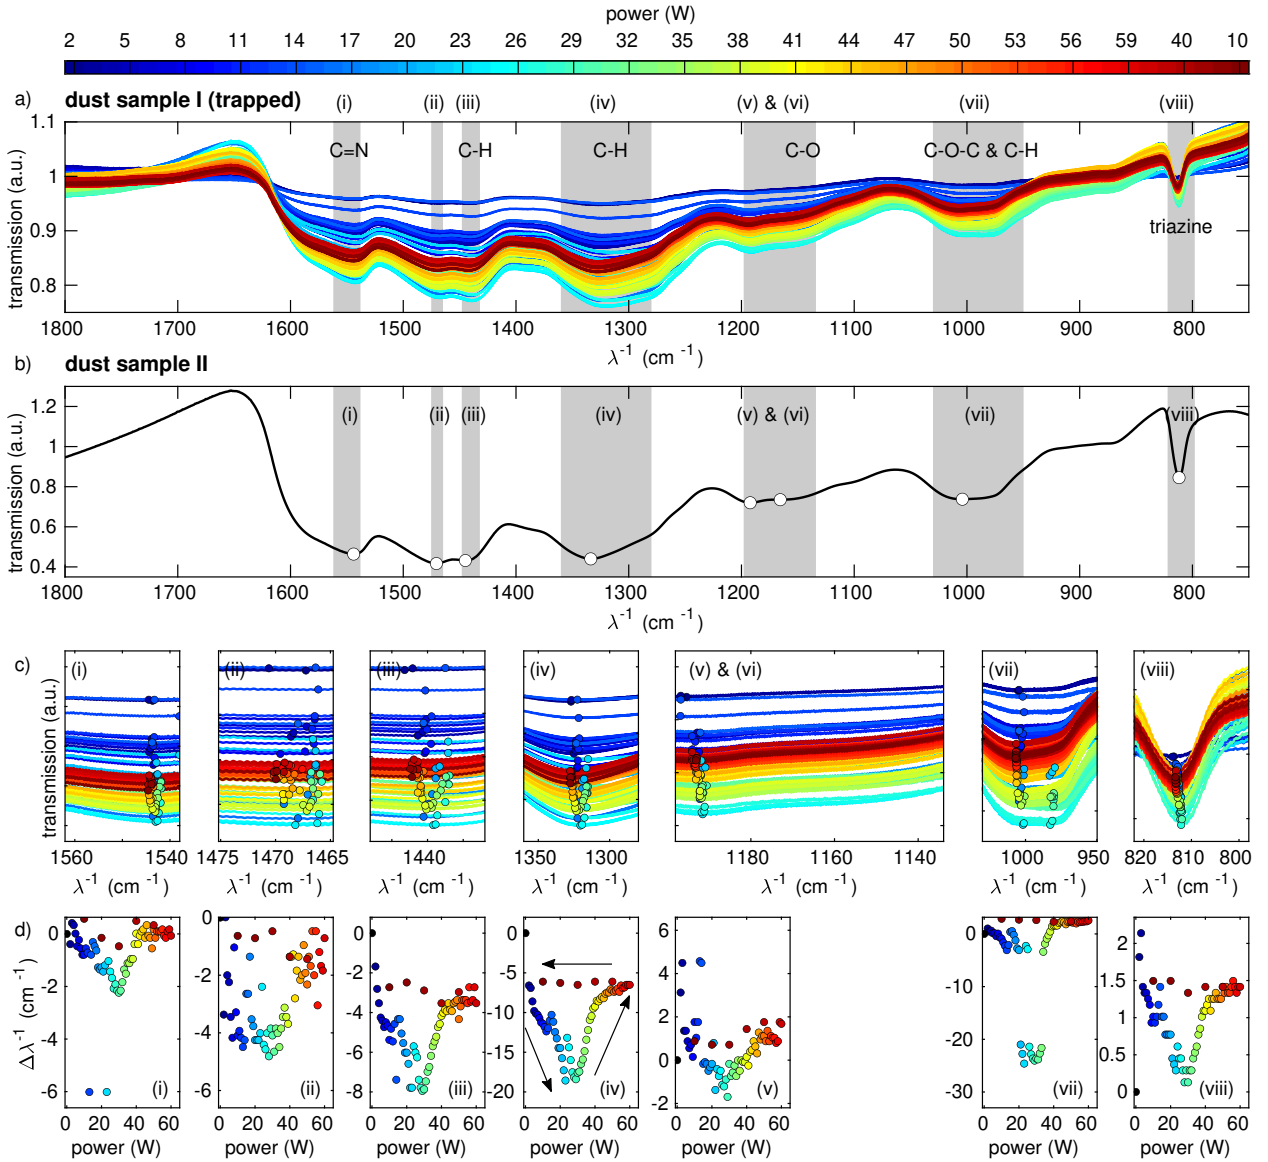 power (W)
2 5 8 11 14 17 20 23 26 29 32 35 38 41 44 47 50 53 56 59 40 10
a) dust sample I (trapped) (i) (ii) (iii) (iv) (v) & (vi) (vii) (viii)
1.1
1
0.9
0.8
transmission (a.u.)
C=N C-H C-H C-O C-O-C & C-H
triazine
1800 1700 1600 1500 1400 1300 1200 1100 1000 900 800
λ⁻¹ (cm⁻¹)
b) dust sample II
1.2
1
0.8
0.6
0.4
transmission (a.u.)
(i) (ii) (iii) (iv) (v) & (vi) (vii) (viii)
1800 1700 1600 1500 1400 1300 1200 1100 1000 900 800
λ⁻¹ (cm⁻¹)
c) (i) (ii) (iii) (iv) (v) & (vi) (vii) (viii)
transmission (a.u.)
1560 1540 1475 1470 1465 1440 1350 1300 1180 1160 1140 1000 950 820 810 800
λ⁻¹ (cm⁻¹) λ⁻¹ (cm⁻¹) λ⁻¹ (cm⁻¹) λ⁻¹ (cm⁻¹) λ⁻¹ (cm⁻¹) λ⁻¹ (cm⁻¹) λ⁻¹ (cm⁻¹)
d)
Δλ⁻¹ (cm⁻¹)
0 -2 -4 -6 (i)
0 -2 -4 -6 (ii)
0 -2 -4 -6 -8 (iii)
0 -5 -10 -15 -20 (iv)
6 4 2 0 -2 (v)
0 -10 -20 -30 (vii)
2 1.5 1 0.5 0 (viii)
0 20 40 60 0 20 40 60 0 20 40 60 0 20 40 60 0 20 40 60 0 20 40 60 0 20 40 60
power (W) power (W) power (W) power (W) power (W) power (W) power (W)